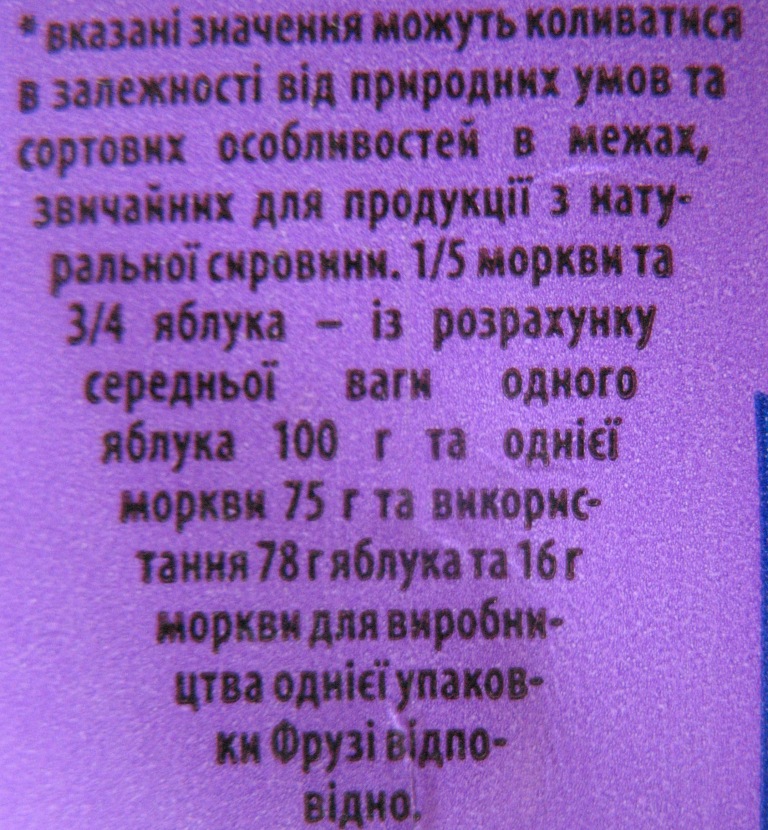 * вказані значення можуть коливатися
в залежності від природних умов та
сортових особливостей в межах,
звичайних для продукції з нату-
ральної сировини. 1/5 моркви та
3/4 яблука – із розрахунку
середньої ваги одного
яблука 100 г та однієї
моркви 75 г та викорис-
тання 78 г яблука та 16 г
моркви для виробни-
цтва однієї упаков-
ки Фрузі відпо-
відно.